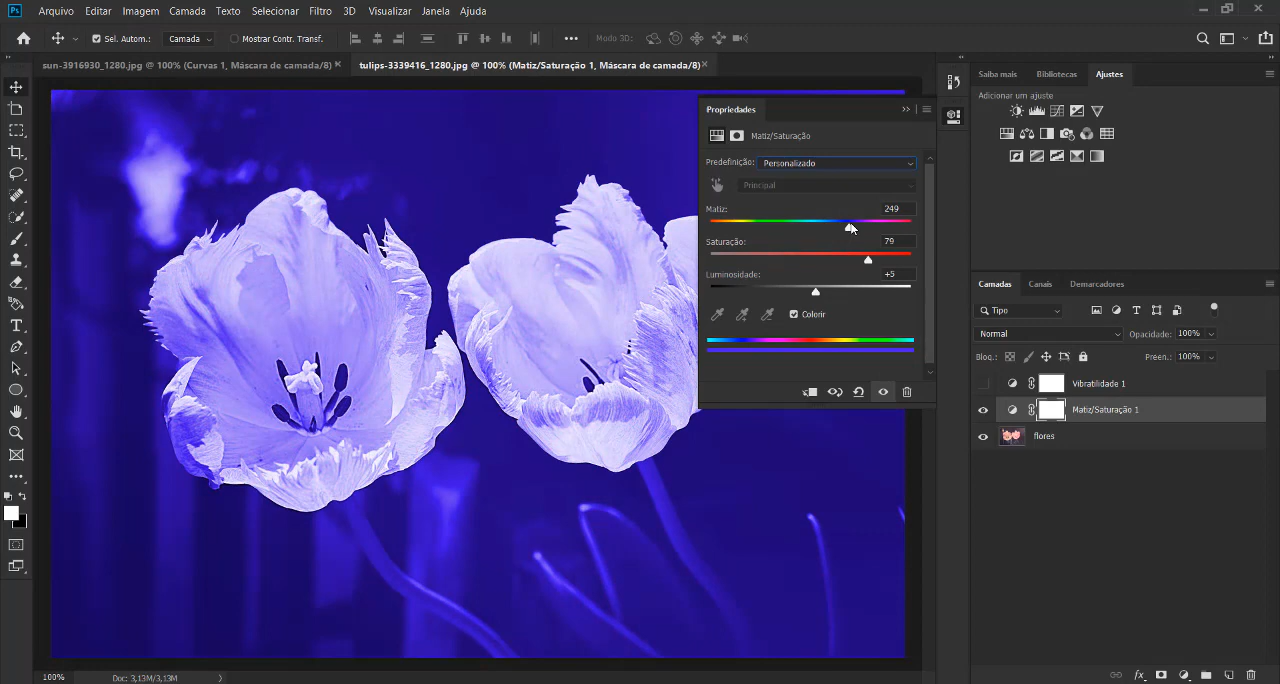 Ps Arquivo Editar Imagem Camada Texto Selecionar Filtro 3D Visualizar Janela Ajuda
Sel. Autom.: Camada Mostrar Contr. Transf. Modo 3D:
sun-3916930_1280.jpg @ 100% (Curvas 1, Máscara de camada/8) tulips-3339416_1280.jpg @ 100% (Matiz/Saturação 1, Máscara de camada/8)
Propriedades
Matiz/Saturação
Predefinição: Personalizado
Principal
Matiz: 249
Saturação: 79
Luminosidade: +5
Colorir
Saiba mais Bibliotecas Ajustes
Adicionar um ajuste
Camadas Canais Demarcadores
Tipo
Normal Opacidade: 100%
Bloq.: Preen.: 100%
Vibratilidade 1
Matiz/Saturação 1
flores
fx
100% Doc: 3,13M/3,13M